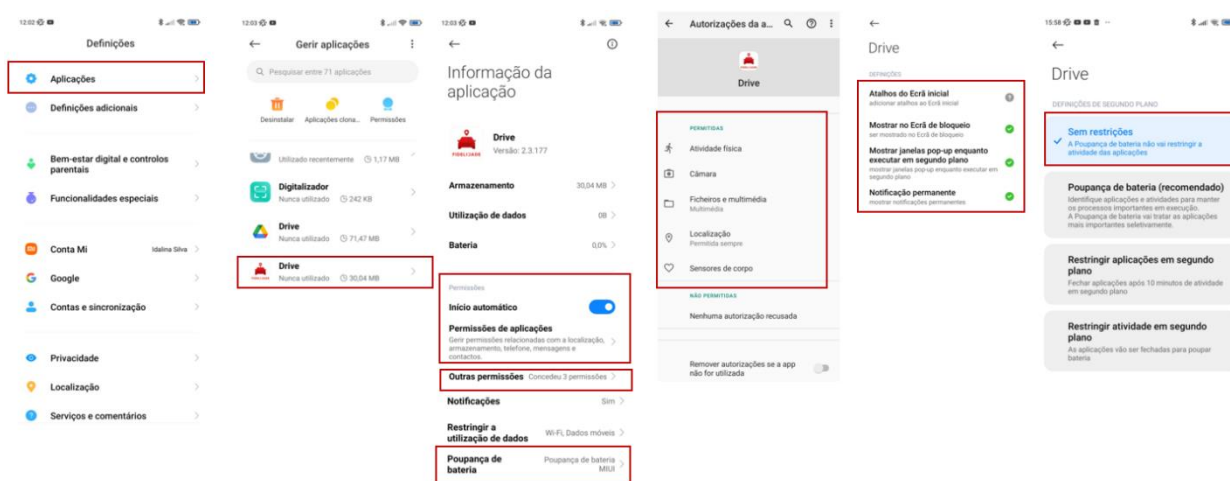 12:02
Definições
Aplicações
Definições adicionais
Bem-estar digital e controlos
parentais
Funcionalidades especiais
Conta Mi
Idalina Silva
Google
Contas e sincronização
Privacidade
Localização
Serviços e comentários
12:03
Gerir aplicações
Pesquisar entre 71 aplicações
Desinstalar
Aplicações clona...
Permissões
Utilizado recentemente
1,17 MB
Digitalizador
Nunca utilizado
242 KB
Drive
Nunca utilizado
71,47 MB
Drive
Nunca utilizado
30,04 MB
12:03
Informação da
aplicação
FIDELIDADE
Drive
Versão: 2.3.177
Armazenamento
30,04 MB
Utilização de dados
0B
Bateria
0,0%
Permissões
Início automático
Permissões de aplicações
Gerir permissões relacionadas com a localização,
armazenamento, telefone, mensagens e
contactos.
Outras permissões
Concedeu 3 permissões
Notificações
Sim
Restringir a
utilização de dados
Wi-Fi, Dados móveis
Poupança de
bateria
Poupança de bateria
MIUI
Autorizações da a...
Drive
PERMITIDAS
Atividade física
Câmara
Ficheiros e multimédia
Multimédia
Localização
Permitida sempre
Sensores de corpo
NÃO PERMITIDAS
Nenhuma autorização recusada
Remover autorizações se a app
não for utilizada
Drive
DEFINIÇÕES
Atalhos do Ecrã inicial
adicionar atalhos ao Ecrã inicial
Mostrar no Ecrã de bloqueio
ser mostrado no Ecrã de bloqueio
Mostrar janelas pop-up enquanto
executar em segundo plano
mostrar janelas pop-up enquanto executar em
segundo plano
Notificação permanente
mostrar notificações permanentes
15:58
Drive
DEFINIÇÕES DE SEGUNDO PLANO
Sem restrições
A Poupança de bateria não vai restringir a
atividade das aplicações
Poupança de bateria (recomendado)
Identifique aplicações e atividades para manter
os processos importantes em execução.
A Poupança de bateria vai tratar as aplicações
mais importantes seletivamente.
Restringir aplicações em segundo
plano
Fechar aplicações após 10 minutos de atividade
em segundo plano
Restringir atividade em segundo
plano
As aplicações vão ser fechadas para poupar
bateria